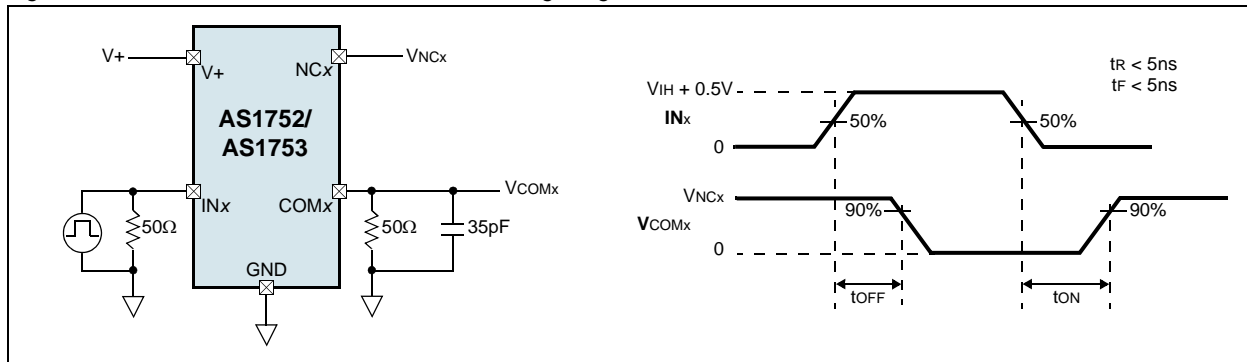 V+
V+
NCx
VNCx
AS1752/
AS1753
INx
COMx
VCOMx
50Ω
50Ω
35pF
GND
tR < 5ns
tF < 5ns
VIH + 0.5V
INx
50%
50%
0
VNCx
90%
90%
VCOMx
0
tOFF
tON